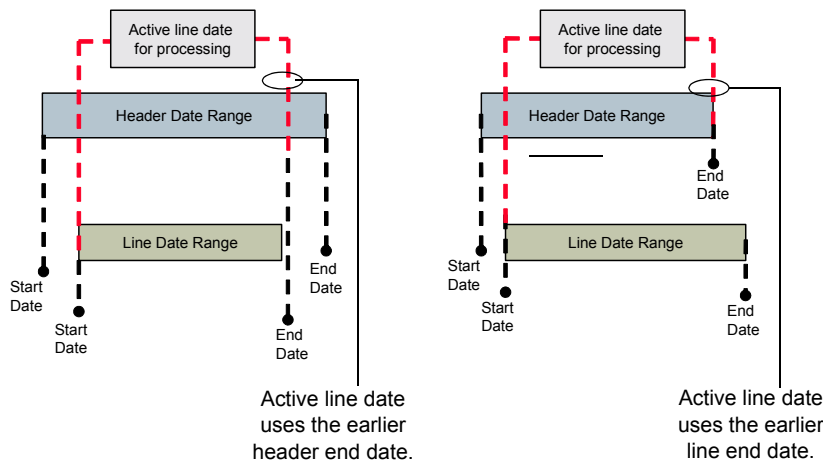 Active line date
for processing
Header Date Range
Line Date Range
Start
Date
Start
Date
End
Date
End
Date
Active line date
uses the earlier
header end date.
Active line date
for processing
Header Date Range
End
Date
Line Date Range
Start
Date
Start
Date
End
Date
Active line date
uses the earlier
line end date.